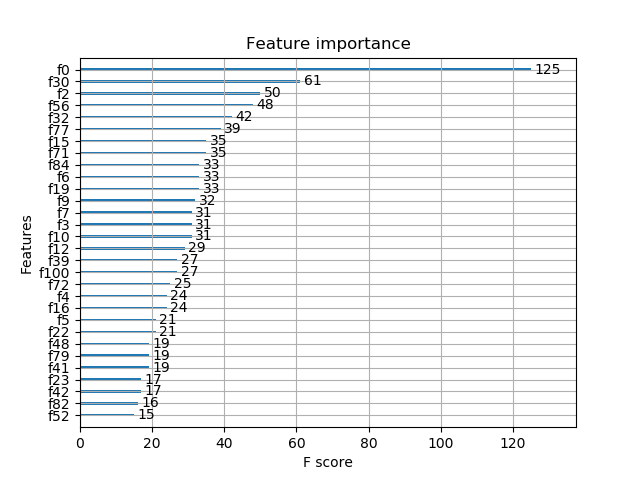 Feature importance
Features
f0 125
f30 61
f2 50
f56 48
f32 42
f77 39
f15 35
f71 35
f84 33
f6 33
f19 33
f9 32
f7 31
f3 31
f10 31
f12 29
f39 27
f100 27
f72 25
f4 24
f16 24
f5 21
f22 21
f48 19
f79 19
f41 19
f23 17
f42 17
f82 16
f52 15
0 20 40 60 80 100 120
F score